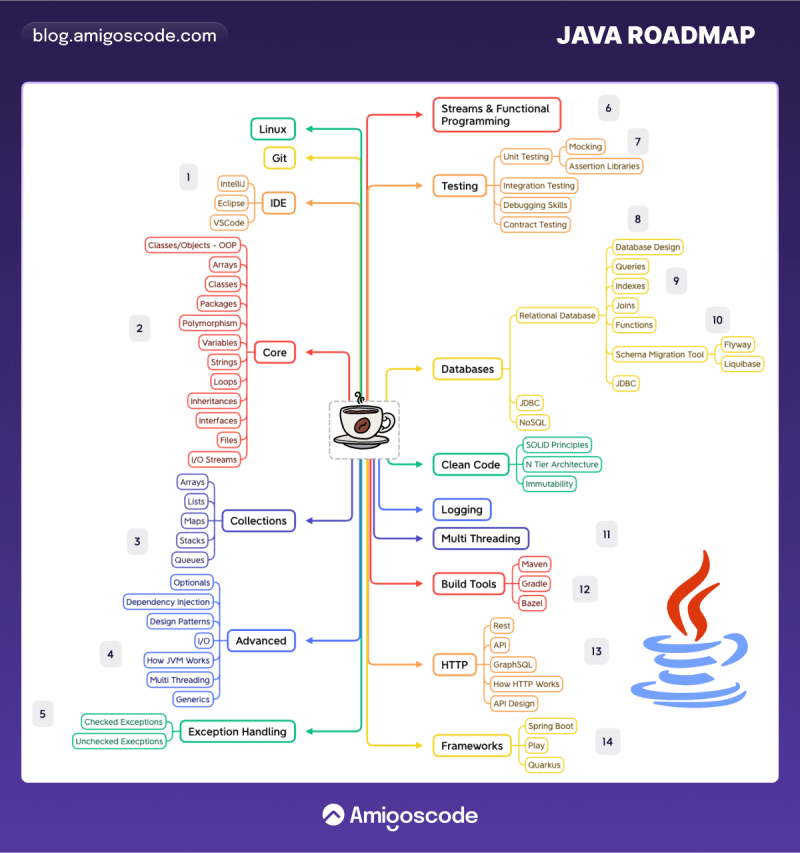 blog.amigoscode.com
JAVA ROADMAP
Linux
Git
1
IntelliJ
Eclipse
VSCode
IDE
2
Classes/Objects - OOP
Arrays
Classes
Packages
Polymorphism
Variables
Strings
Loops
Inheritances
Interfaces
Files
I/O Streams
Core
3
Arrays
Lists
Maps
Stacks
Queues
Collections
4
Optionals
Dependency Injection
Design Patterns
I/O
How JVM Works
Multi Threading
Generics
Advanced
5
Checked Exceptions
Unchecked Execptions
Exception Handling
Streams & Functional
Programming
6
Testing
7
Unit Testing
Mocking
Assertion Libraries
Integration Testing
Debugging Skills
Contract Testing
Databases
8
Relational Database
Database Design
Queries
Indexes
9
Joins
Functions
10
Schema Migration Tool
Flyway
Liquibase
JDBC
JDBC
NoSQL
Clean Code
SOLID Principles
N Tier Architecture
Immutability
Logging
Multi Threading
11
Build Tools
Maven
Gradle
Bazel
12
HTTP
Rest
API
GraphSQL
How HTTP Works
API Design
13
Frameworks
Spring Boot
Play
Quarkus
14
Amigoscode